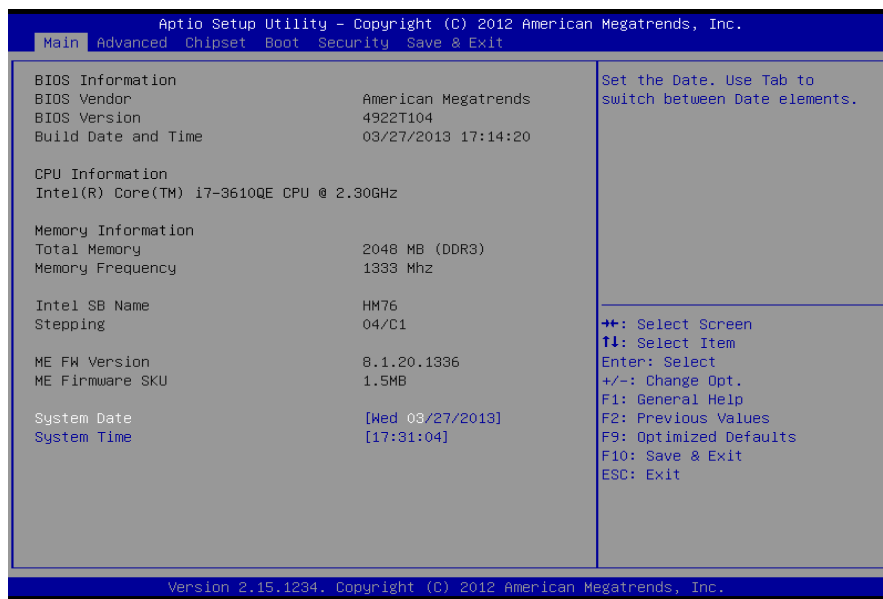 Aptio Setup Utility – Copyright (C) 2012 American Megatrends, Inc.
Main Advanced Chipset Boot Security Save & Exit
BIOS Information
BIOS Vendor American Megatrends
BIOS Version 4922T104
Build Date and Time 03/27/2013 17:14:20
CPU Information
Intel(R) Core(TM) i7-3610QE CPU @ 2.30GHz
Memory Information
Total Memory 2048 MB (DDR3)
Memory Frequency 1333 Mhz
Intel SB Name HM76
Stepping 04/C1
ME FW Version 8.1.20.1336
ME Firmware SKU 1.5MB
System Date [Wed 03/27/2013]
System Time [17:31:04]
Set the Date. Use Tab to
switch between Date elements.
→←: Select Screen
↑↓: Select Item
Enter: Select
+/-: Change Opt.
F1: General Help
F2: Previous Values
F9: Optimized Defaults
F10: Save & Exit
ESC: Exit
Version 2.15.1234. Copyright (C) 2012 American Megatrends, Inc.